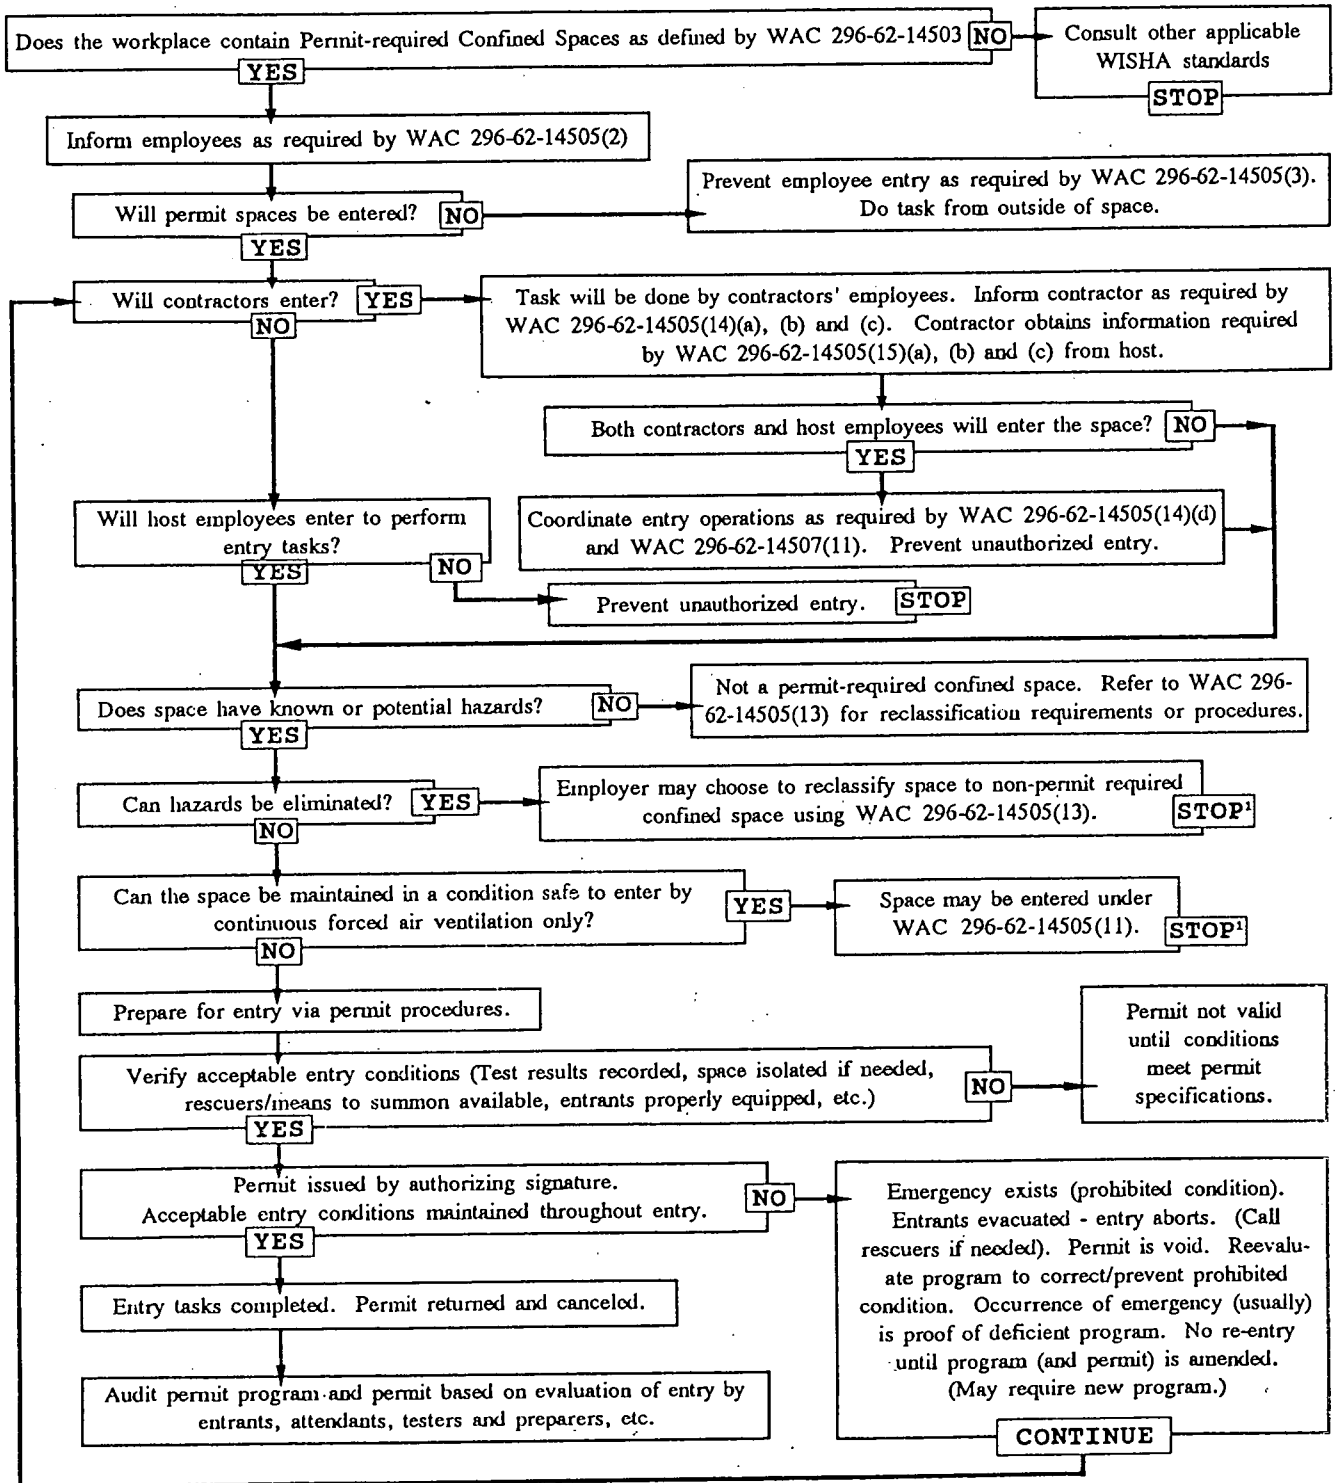 Does the workplace contain Permit-required Confined Spaces as defined by WAC 296-62-14503
NO
YES
Consult other applicable
WISHA standards
STOP
Inform employees as required by WAC 296-62-14505(2)
Will permit spaces be entered?
NO
YES
Prevent employee entry as required by WAC 296-62-14505(3).
Do task from outside of space.
Will contractors enter?
YES
NO
Task will be done by contractors' employees. Inform contractor as required by
WAC 296-62-14505(14)(a), (b) and (c). Contractor obtains information required
by WAC 296-62-14505(15)(a), (b) and (c) from host.
Both contractors and host employees will enter the space?
NO
YES
Will host employees enter to perform
entry tasks?
YES
NO
Coordinate entry operations as required by WAC 296-62-14505(14)(d)
and WAC 296-62-14507(11). Prevent unauthorized entry.
Prevent unauthorized entry.
STOP
Does space have known or potential hazards?
NO
YES
Not a permit-required confined space. Refer to WAC 296-
62-14505(13) for reclassification requirements or procedures.
Can hazards be eliminated?
YES
NO
Employer may choose to reclassify space to non-permit required
confined space using WAC 296-62-14505(13).
STOP¹
Can the space be maintained in a condition safe to enter by
continuous forced air ventilation only?
YES
NO
Space may be entered under
WAC 296-62-14505(11).
STOP¹
Prepare for entry via permit procedures.
Verify acceptable entry conditions (Test results recorded, space isolated if needed,
rescuers/means to summon available, entrants properly equipped, etc.)
NO
YES
Permit not valid
until conditions
meet permit
specifications.
Permit issued by authorizing signature.
Acceptable entry conditions maintained throughout entry.
NO
YES
Emergency exists (prohibited condition).
Entrants evacuated - entry aborts. (Call
rescuers if needed). Permit is void. Reevalu-
ate program to correct/prevent prohibited
condition. Occurrence of emergency (usually)
is proof of deficient program. No re-entry
until program (and permit) is amended.
(May require new program.)
CONTINUE
Entry tasks completed. Permit returned and canceled.
Audit permit program and permit based on evaluation of entry by
entrants, attendants, testers and preparers, etc.